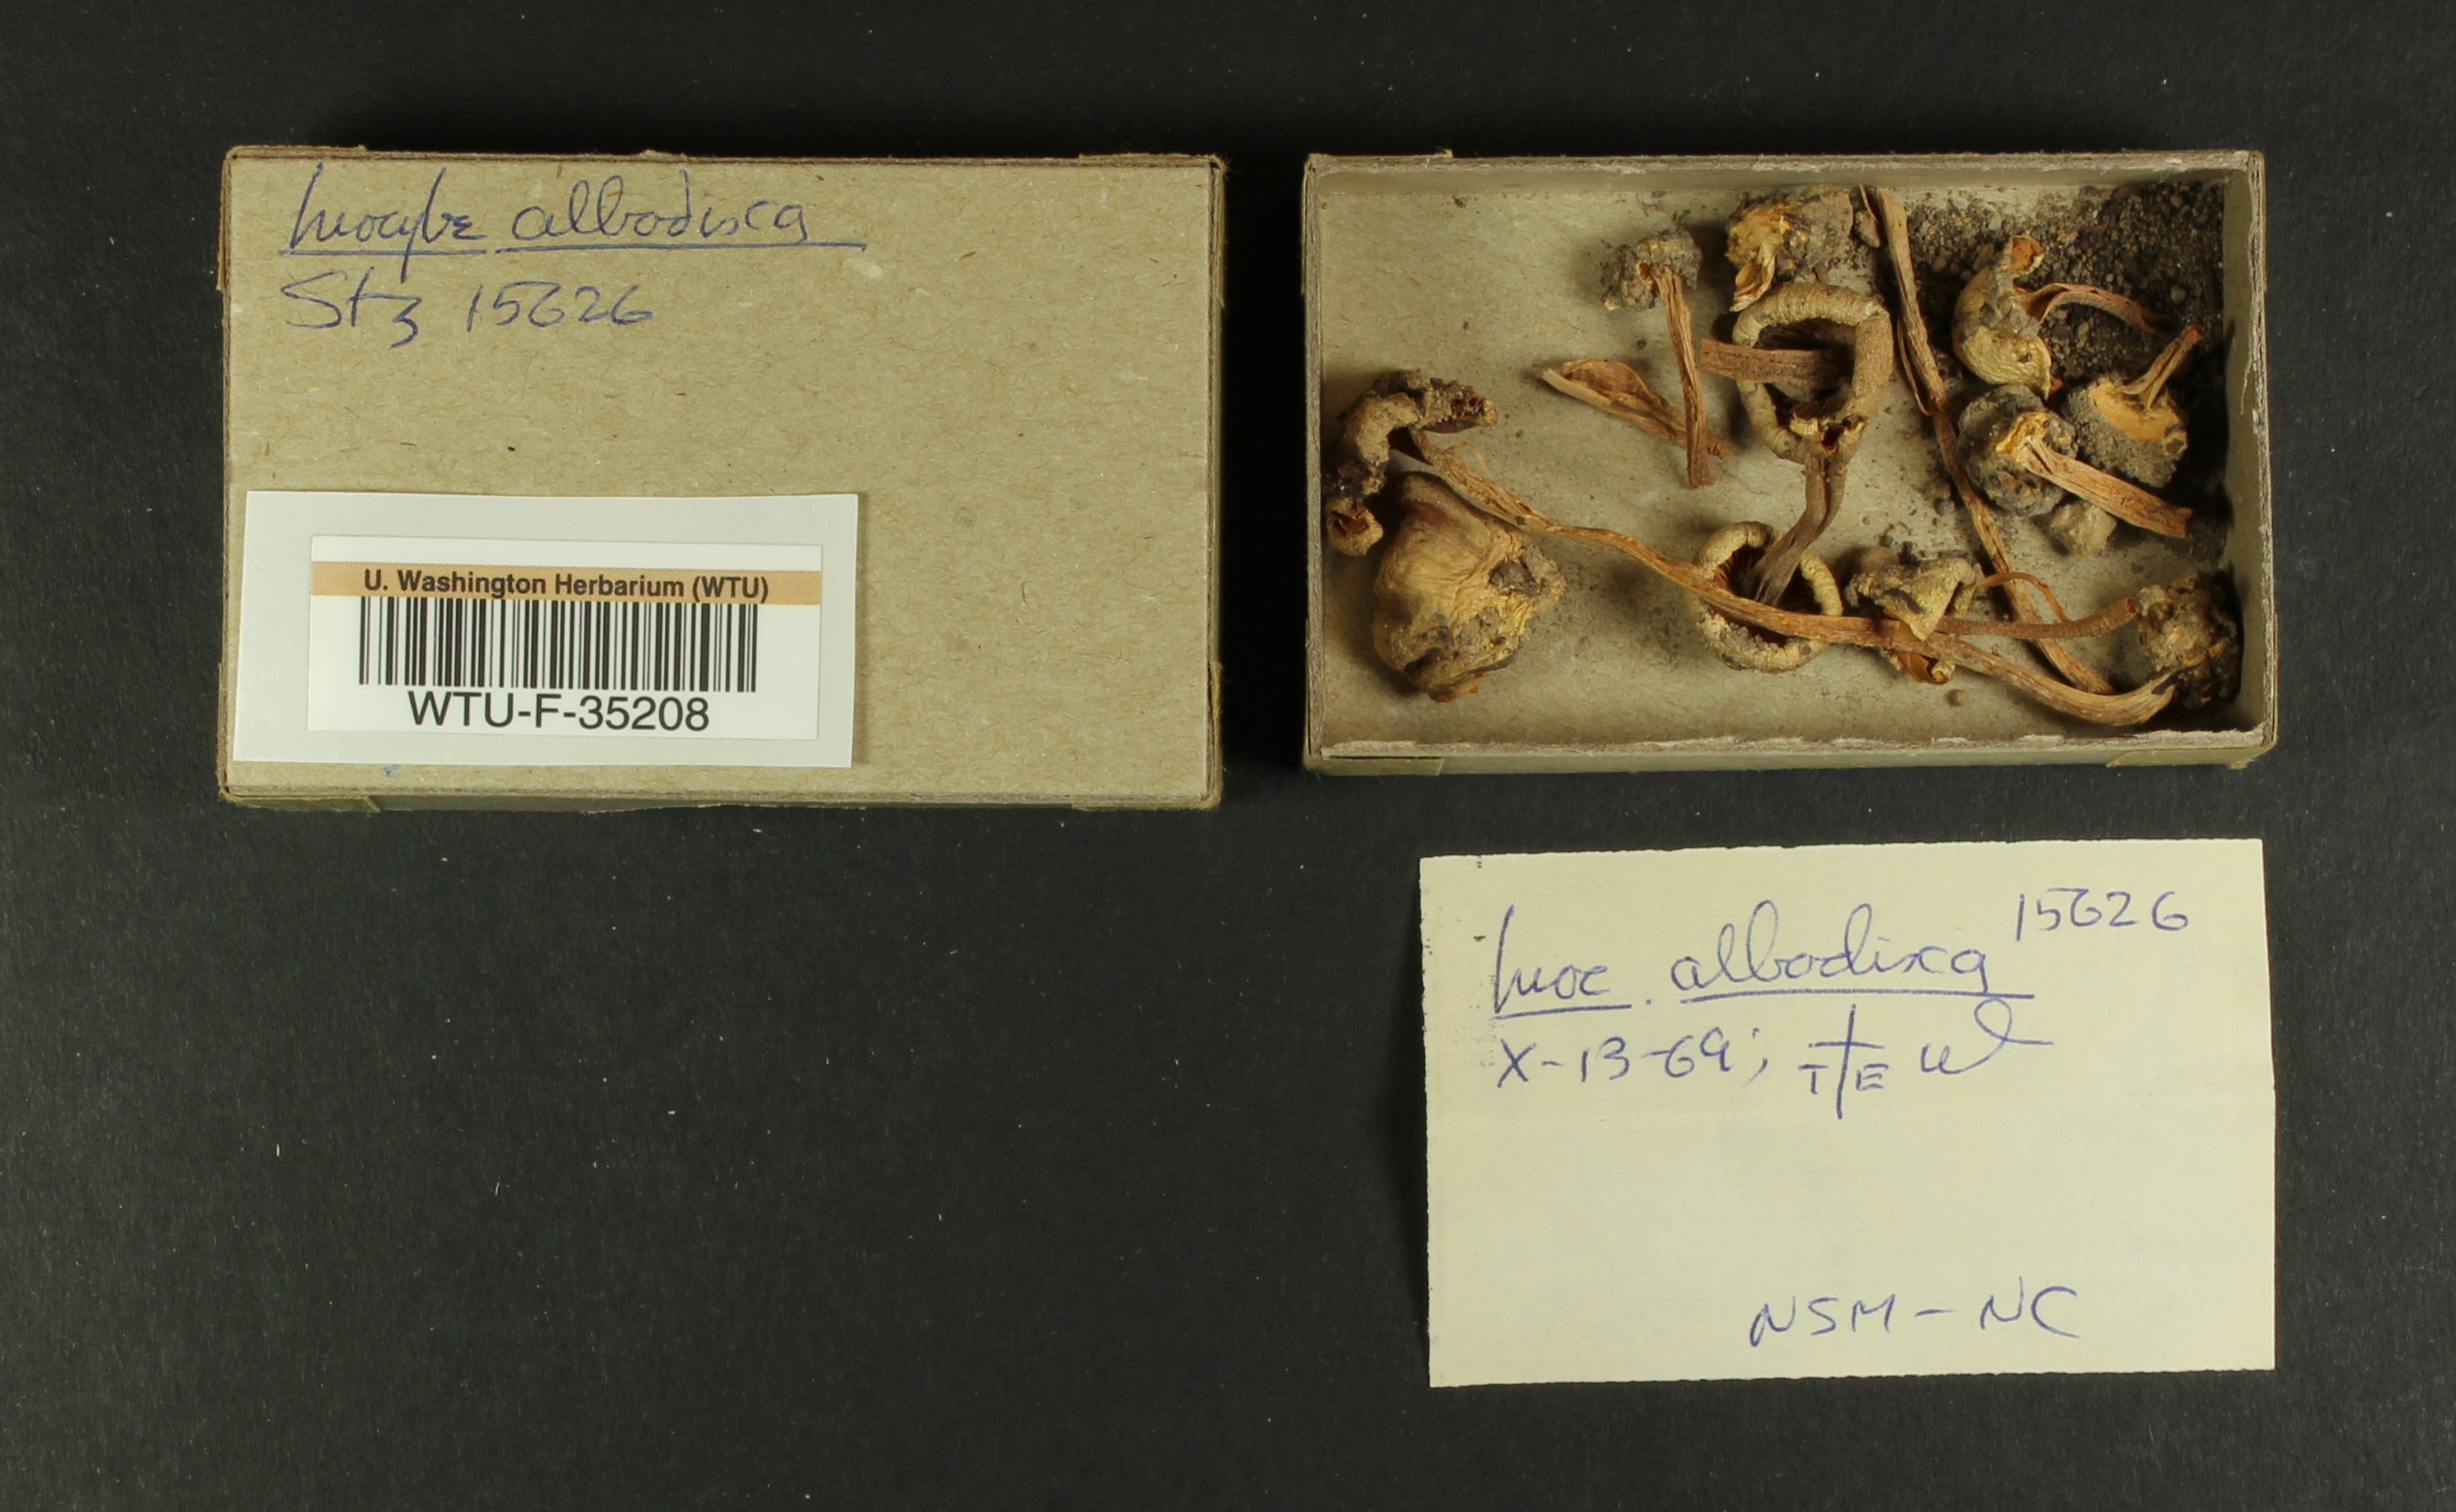 Inocybe albodisca
Stz 15626
U. Washington Herbarium (WTU)
WTU-F-35208
15626
Inoc. albodisca
X-13-69; T E
NSM - NC